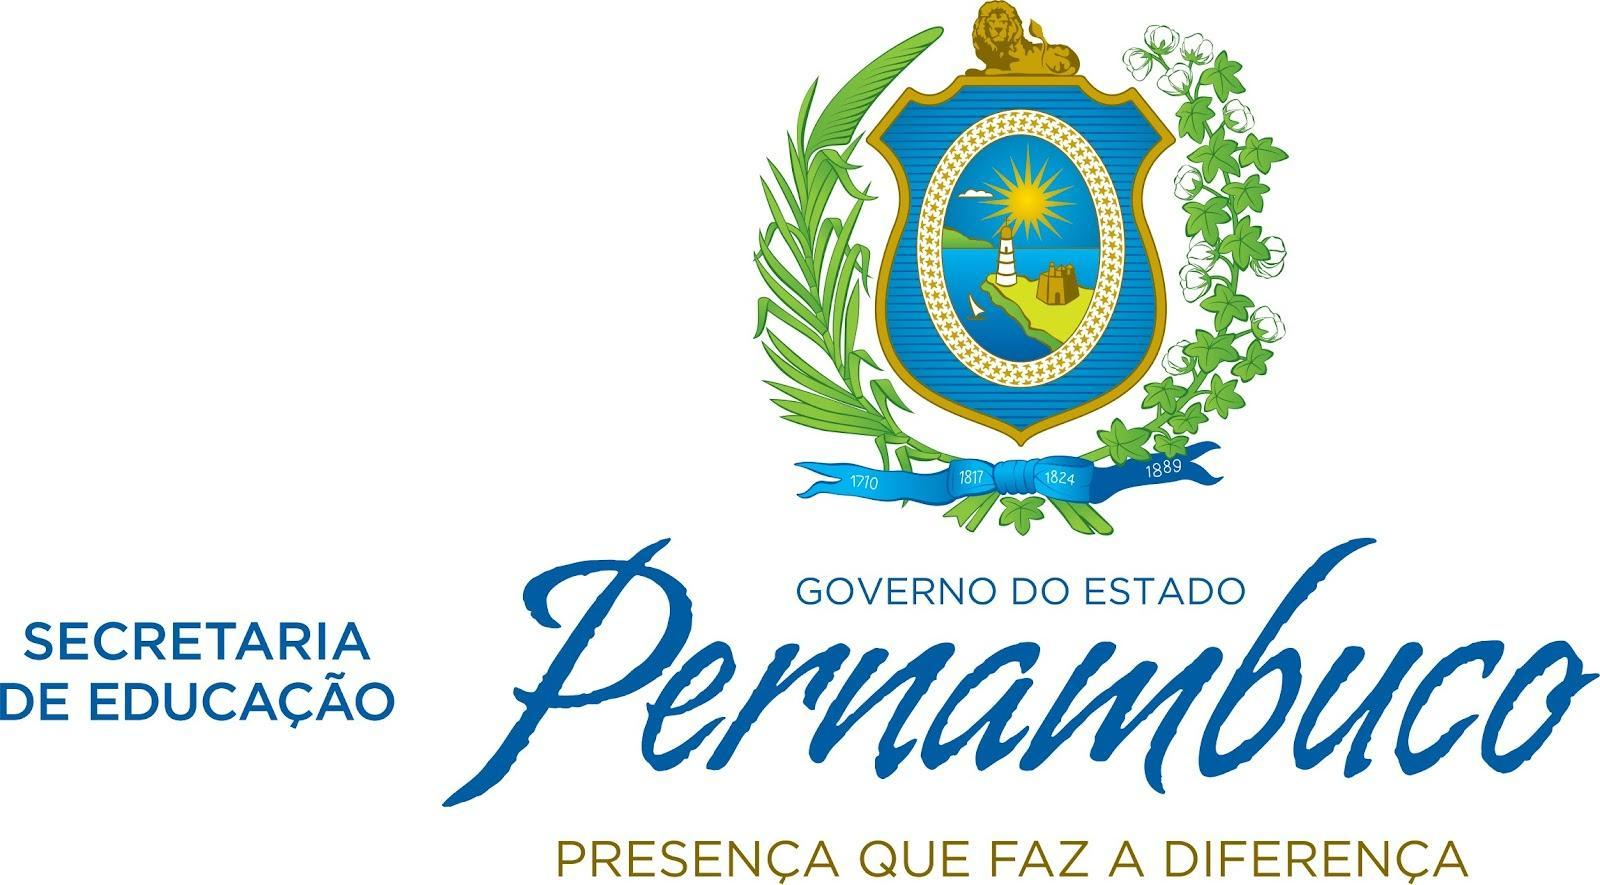 1710 1817 1824 1889
GOVERNO DO ESTADO
Pernambuco
SECRETARIA
DE EDUCAÇÃO
PRESENÇA QUE FAZ A DIFERENÇA